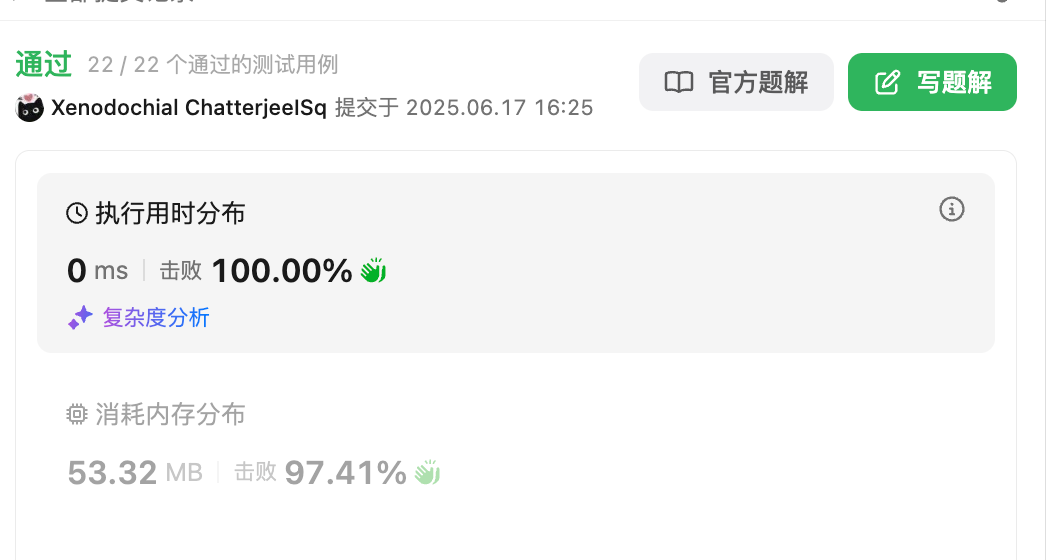 通过 22 / 22 个通过的测试用例
官方题解
写题解
Xenodochial ChatterjeeISq 提交于 2025.06.17 16:25
执行用时分布
0 ms 击败 100.00%
复杂度分析
消耗内存分布
53.32 MB 击败 97.41%